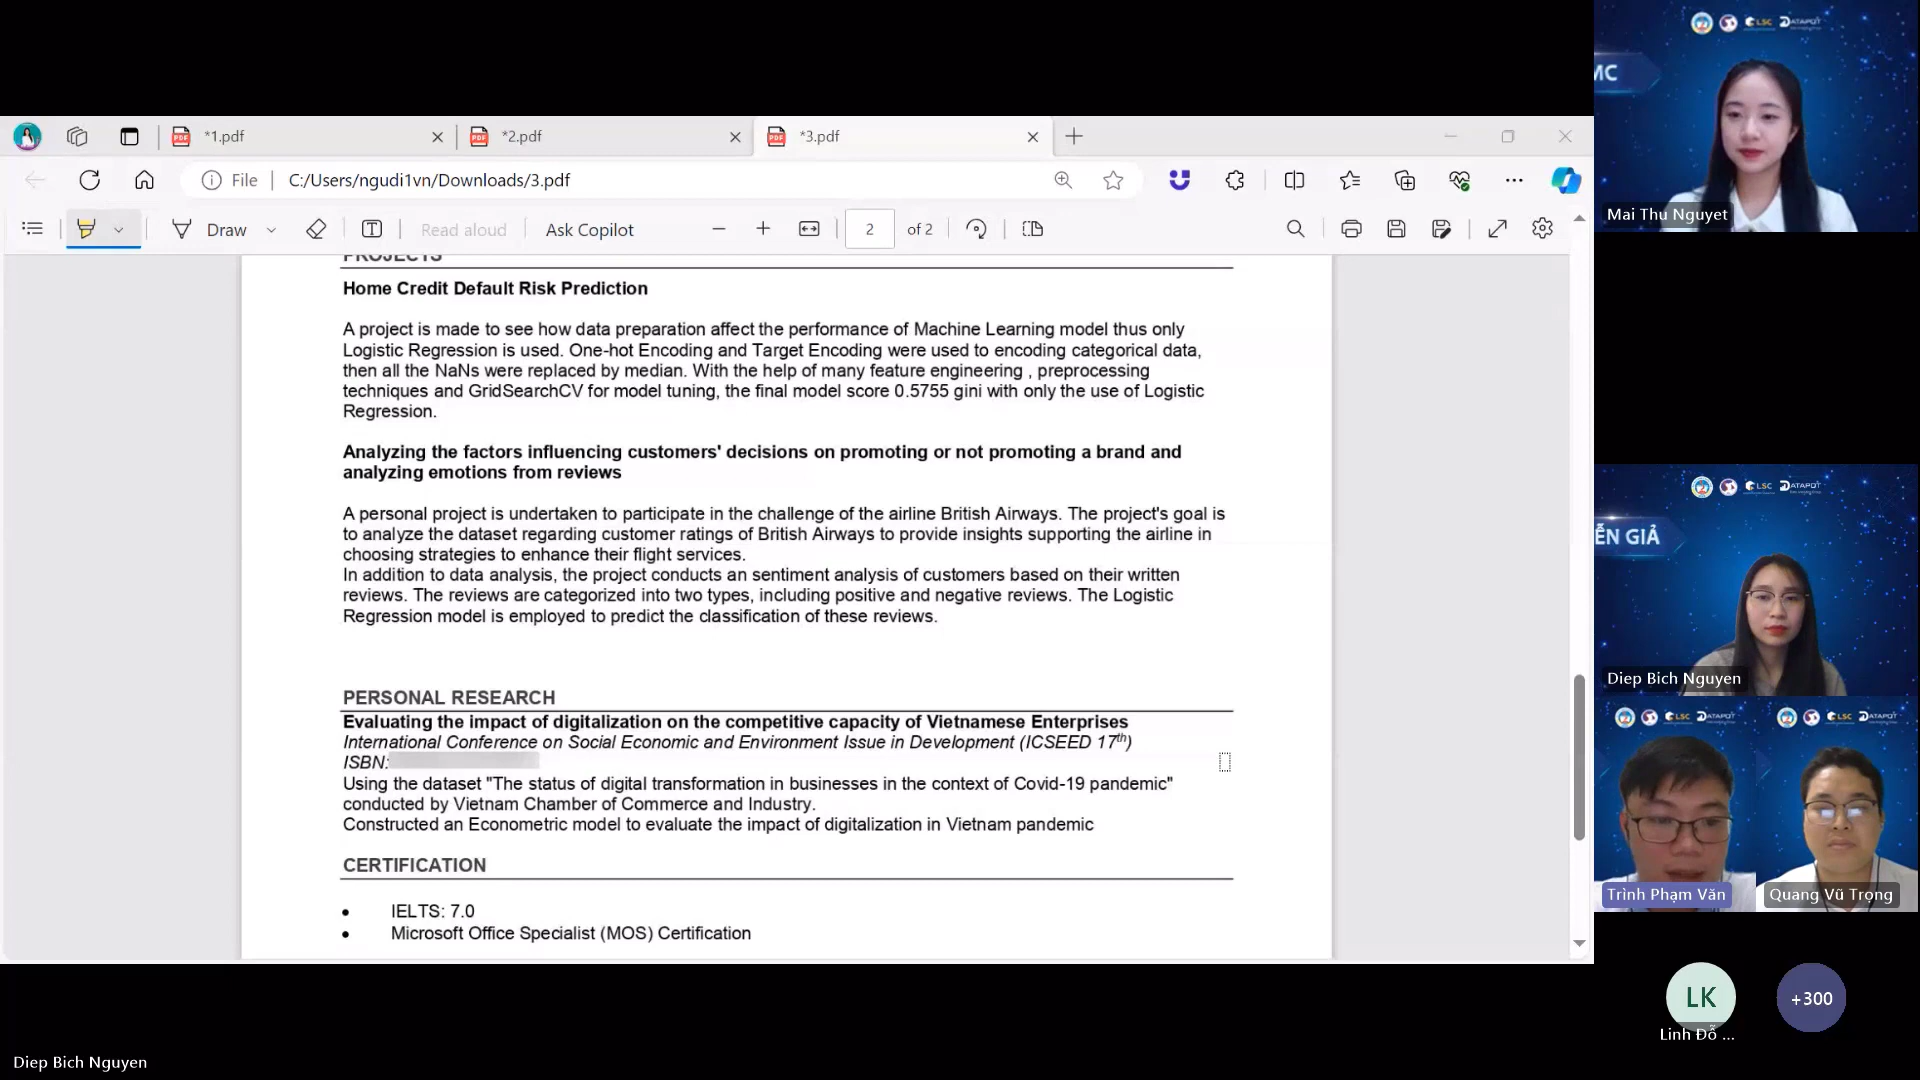 *1.pdf
*2.pdf
*3.pdf
File
C:/Users/ngudi1vn/Downloads/3.pdf
Draw
Read aloud
Ask Copilot
2
of 2
PROJECTS
Home Credit Default Risk Prediction
A project is made to see how data preparation affect the performance of Machine Learning model thus only
Logistic Regression is used. One-hot Encoding and Target Encoding were used to encoding categorical data,
then all the NaNs were replaced by median. With the help of many feature engineering , preprocessing
techniques and GridSearchCV for model tuning, the final model score 0.5755 gini with only the use of Logistic
Regression.
Analyzing the factors influencing customers' decisions on promoting or not promoting a brand and
analyzing emotions from reviews
A personal project is undertaken to participate in the challenge of the airline British Airways. The project's goal is
to analyze the dataset regarding customer ratings of British Airways to provide insights supporting the airline in
choosing strategies to enhance their flight services.
In addition to data analysis, the project conducts an sentiment analysis of customers based on their written
reviews. The reviews are categorized into two types, including positive and negative reviews. The Logistic
Regression model is employed to predict the classification of these reviews.
PERSONAL RESEARCH
Evaluating the impact of digitalization on the competitive capacity of Vietnamese Enterprises
International Conference on Social Economic and Environment Issue in Development (ICSEED 17th)
ISBN:
Using the dataset "The status of digital transformation in businesses in the context of Covid-19 pandemic"
conducted by Vietnam Chamber of Commerce and Industry.
Constructed an Econometric model to evaluate the impact of digitalization in Vietnam pandemic
CERTIFICATION
• IELTS: 7.0
• Microsoft Office Specialist (MOS) Certification
LSC DATAPOT
MC
Mai Thu Nguyet
LSC DATAPOT
ỄN GIẢ
Diep Bich Nguyen
LSC DATAPOT
LSC DATAPOT
Trình Phạm Văn
Quang Vũ Trọng
LK
Linh Đỗ ...
+300
Diep Bich Nguyen